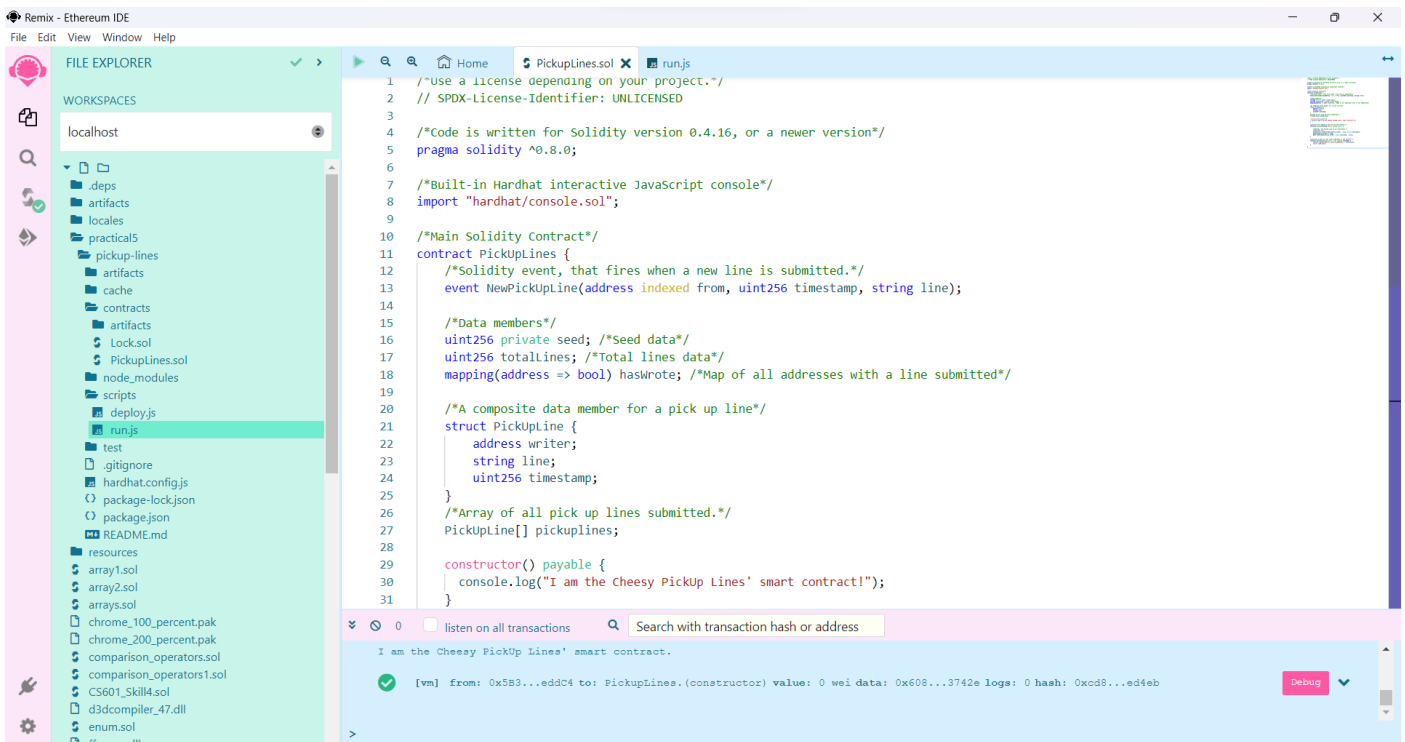 Remix - Ethereum IDE
File Edit View Window Help
FILE EXPLORER
WORKSPACES
localhost
.deps
artifacts
locales
practical5
pickup-lines
artifacts
cache
contracts
artifacts
Lock.sol
PickupLines.sol
node_modules
scripts
deploy.js
run.js
test
.gitignore
hardhat.config.js
package-lock.json
package.json
README.md
resources
array1.sol
array2.sol
arrays.sol
chrome_100_percent.pak
chrome_200_percent.pak
comparison_operators.sol
comparison_operators1.sol
CS601_Skill4.sol
d3dcompiler_47.dll
enum.sol
Home
PickupLines.sol
run.js
1 /*Use a license depending on your project.*/
2 // SPDX-License-Identifier: UNLICENSED
3
4 /*Code is written for Solidity version 0.4.16, or a newer version*/
5 pragma solidity ^0.8.0;
6
7 /*Built-in Hardhat interactive JavaScript console*/
8 import "hardhat/console.sol";
9
10 /*Main Solidity Contract*/
11 contract PickUpLines {
12 /*Solidity event, that fires when a new line is submitted.*/
13 event NewPickUpLine(address indexed from, uint256 timestamp, string line);
14
15 /*Data members*/
16 uint256 private seed; /*Seed data*/
17 uint256 totalLines; /*Total lines data*/
18 mapping(address => bool) hasWrote; /*Map of all addresses with a line submitted*/
19
20 /*A composite data member for a pick up line*/
21 struct PickUpLine {
22 address writer;
23 string line;
24 uint256 timestamp;
25 }
26 /*Array of all pick up lines submitted.*/
27 PickUpLine[] pickuplines;
28
29 constructor() payable {
30 console.log("I am the Cheesy PickUp Lines' smart contract!");
31 }
0 listen on all transactions Search with transaction hash or address
I am the Cheesy PickUp Lines' smart contract.
[vm] from: 0x5B3...eddC4 to: PickupLines.(constructor) value: 0 wei data: 0x608...3742e logs: 0 hash: 0xcd8...ed4eb
Debug
>